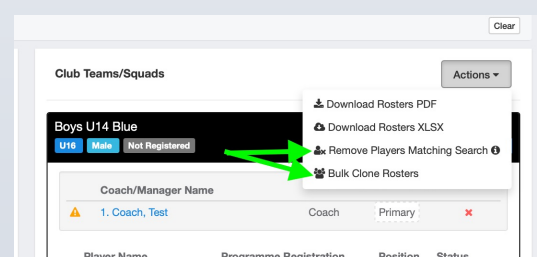 Clear
Club Teams/Squads
Actions
Download Rosters PDF
Download Rosters XLSX
Remove Players Matching Search
Bulk Clone Rosters
Boys U14 Blue
U16 Male Not Registered
Coach/Manager Name
1. Coach, Test Coach Primary
Player Name Programme Registration Position Status